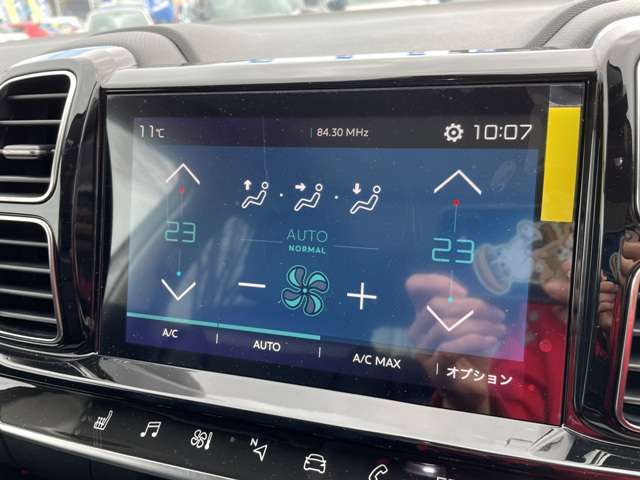 11℃ 84.30 MHz 10:07
23 AUTO 23
NORMAL
A/C AUTO A/C MAX オプション